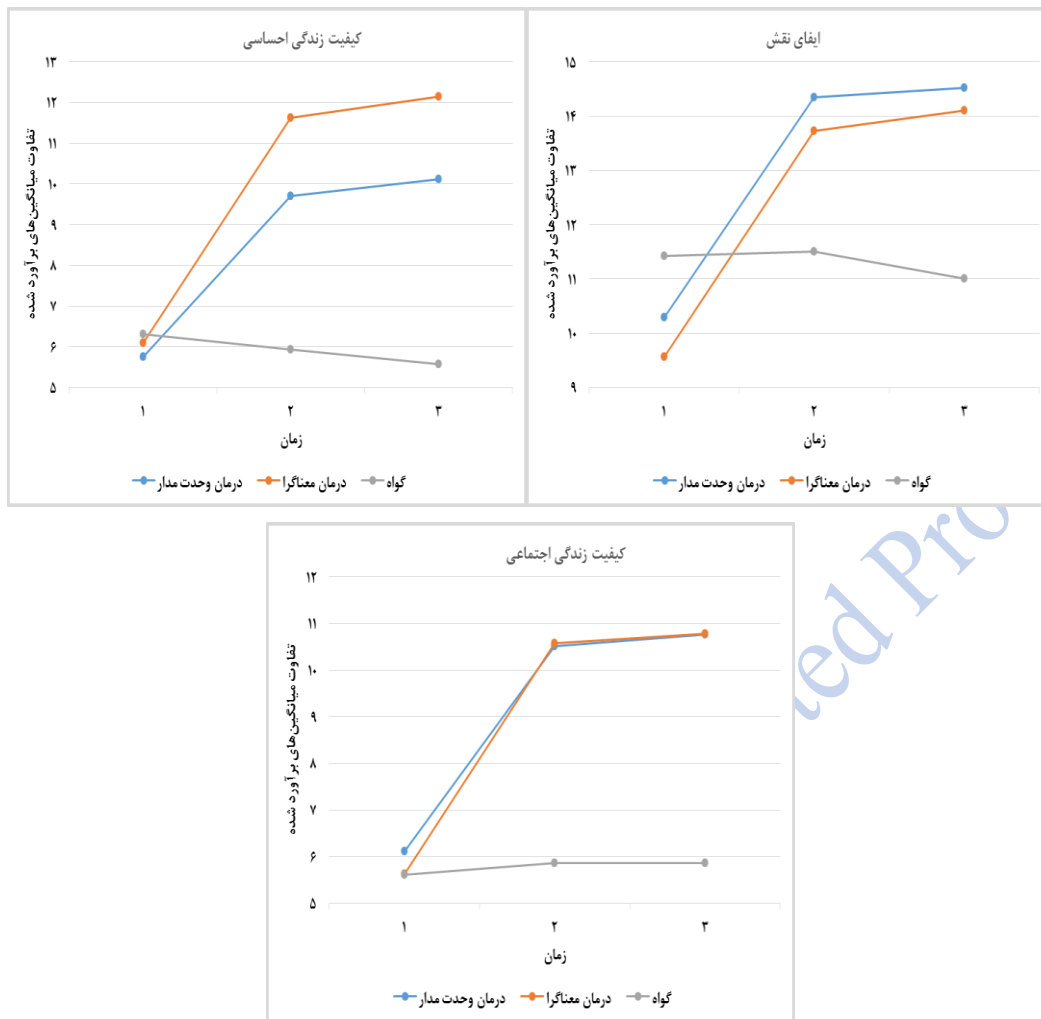 ایفای نقش
تفاوت میانگین‌های برآورد شده
۱۵
۱۴
۱۳
۱۲
۱۱
۱۰
۹
۱ ۲ ۳
زمان
درمان وحدت مدار درمان معناگرا گواه
کیفیت زندگی احساسی
تفاوت میانگین‌های برآورد شده
۱۳
۱۲
۱۱
۱۰
۹
۸
۷
۶
۵
۱ ۲ ۳
زمان
درمان وحدت مدار درمان معناگرا گواه
کیفیت زندگی اجتماعی
تفاوت میانگین‌های برآورد شده
۱۲
۱۱
۱۰
۹
۸
۷
۶
۵
۱ ۲ ۳
زمان
درمان وحدت مدار درمان معناگرا گواه